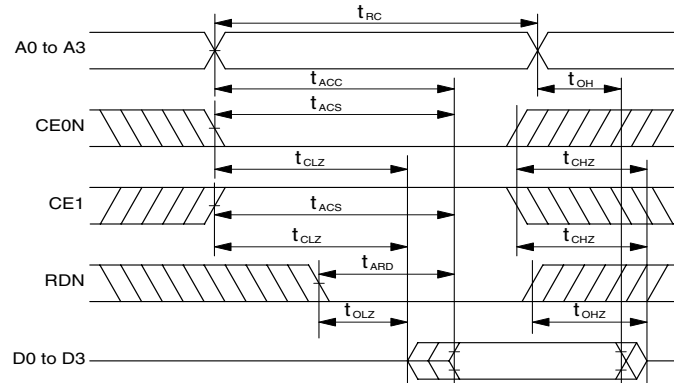 tRC
A0 to A3
tACC
tOH
tACS
CE0N
tCLZ
tCHZ
CE1
tACS
tCLZ
tCHZ
tARD
RDN
tOLZ
tOHZ
D0 to D3